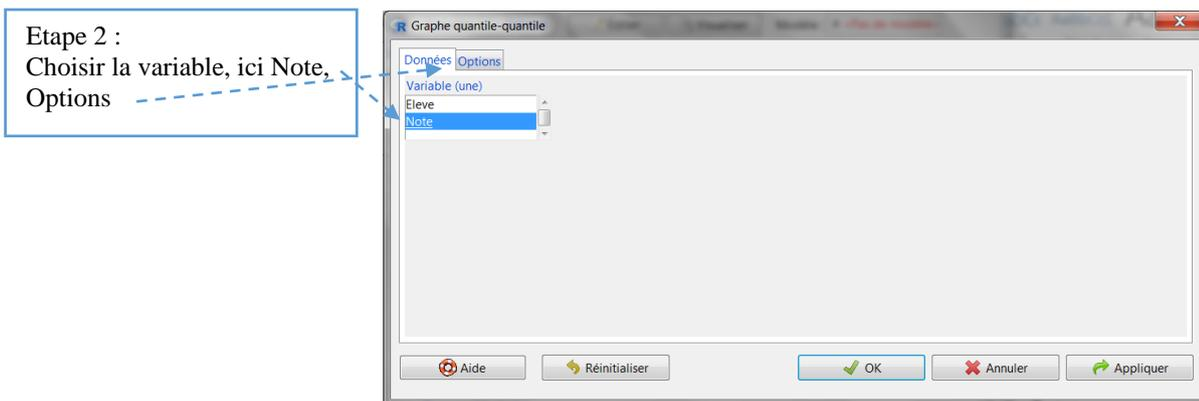 Etape 2 :
Choisir la variable, ici Note,
Options
Graphe quantile-quantile
Données Options
Variable (une)
Eleve
Note
Aide Réinitialiser OK Annuler Appliquer